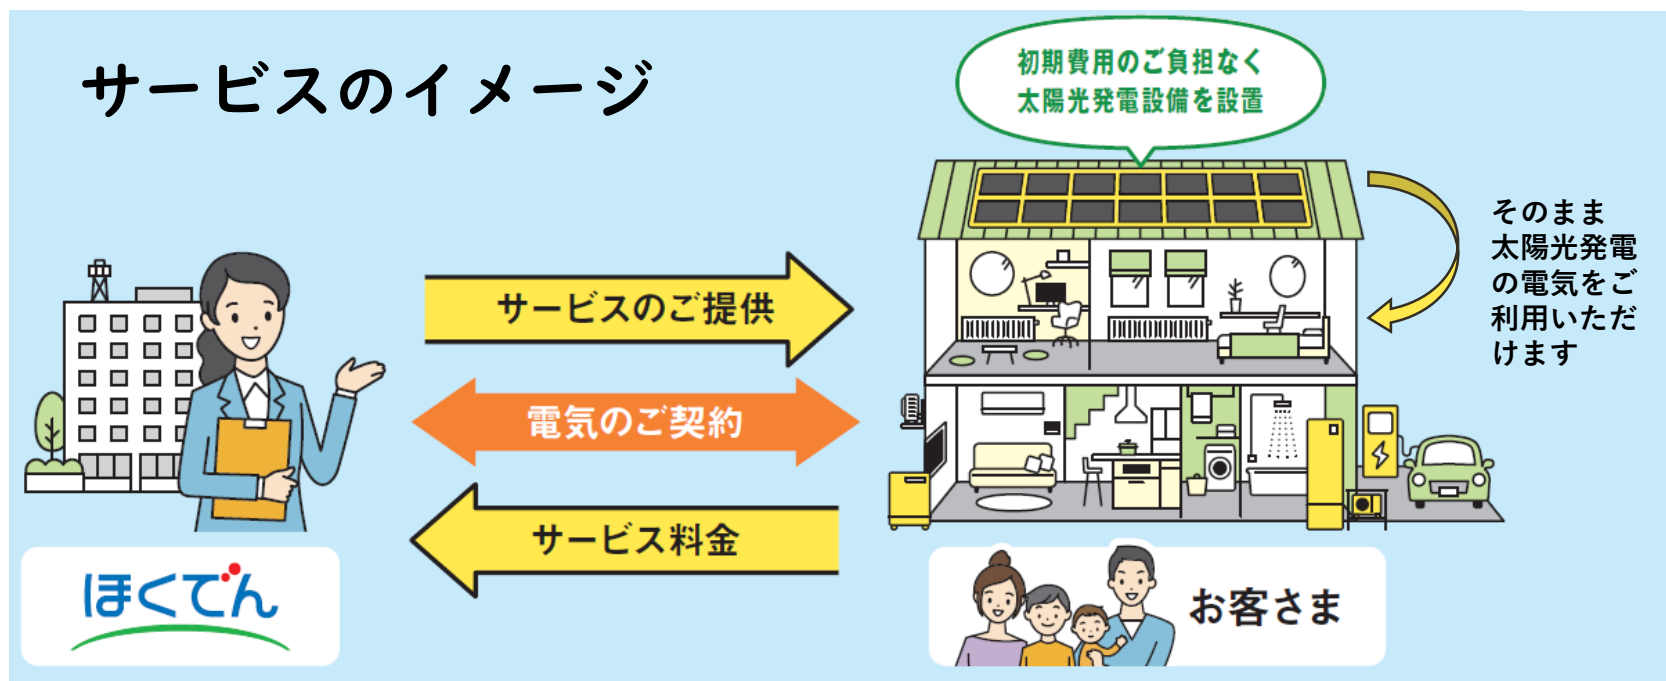 サービスのイメージ
初期費用のご負担なく
太陽光発電設備を設置
そのまま
太陽光発電
の電気をご
利用いただ
けます
サービスのご提供
電気のご契約
サービス料金
ほくでん
お客さま